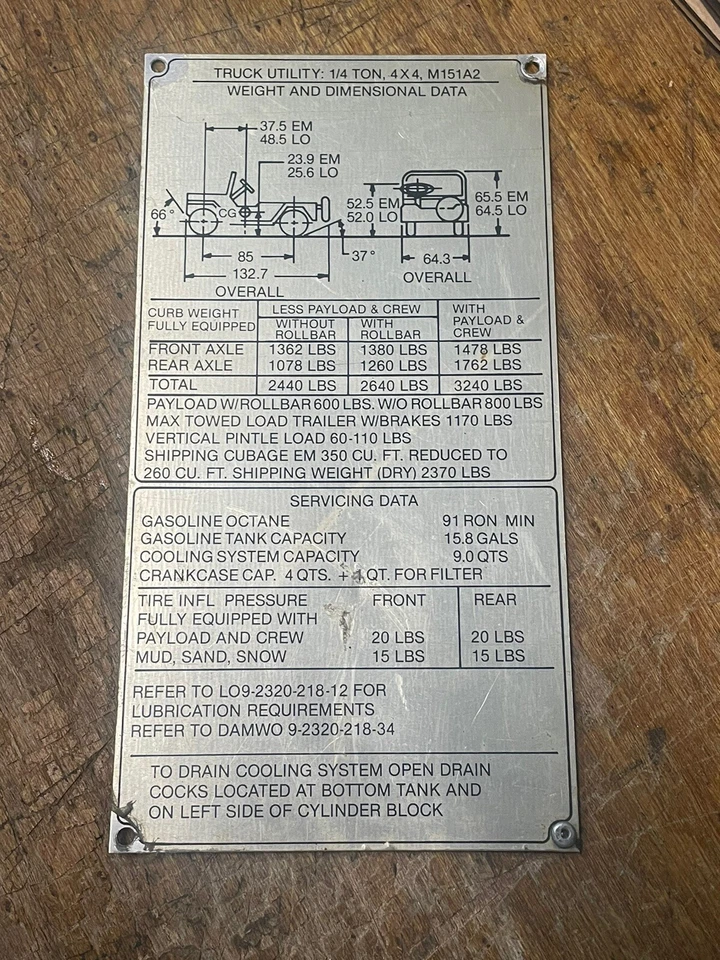 TRUCK UTILITY: 1/4 TON, 4X4, M151A2
WEIGHT AND DIMENSIONAL DATA
37.5 EM
48.5 LO
23.9 EM
25.6 LO
52.5 EM
52.0 LO
65.5 EM
64.5 LO
66°
CG
85
37°
64.3
132.7
OVERALL
OVERALL
CURB WEIGHT FULLY EQUIPPED
LESS PAYLOAD & CREW
WITHOUT ROLLBAR
WITH ROLLBAR
WITH PAYLOAD & CREW
FRONT AXLE 1362 LBS 1380 LBS 1478 LBS
REAR AXLE 1078 LBS 1260 LBS 1762 LBS
TOTAL 2440 LBS 2640 LBS 3240 LBS
PAYLOAD W/ROLLBAR 600 LBS. W/O ROLLBAR 800 LBS
MAX TOWED LOAD TRAILER W/BRAKES 1170 LBS
VERTICAL PINTLE LOAD 60-110 LBS
SHIPPING CUBAGE EM 350 CU. FT. REDUCED TO
260 CU. FT. SHIPPING WEIGHT (DRY) 2370 LBS
SERVICING DATA
GASOLINE OCTANE 91 RON MIN
GASOLINE TANK CAPACITY 15.8 GALS
COOLING SYSTEM CAPACITY 9.0 QTS
CRANKCASE CAP. 4 QTS. + 1 QT. FOR FILTER
TIRE INFL PRESSURE FRONT REAR
FULLY EQUIPPED WITH
PAYLOAD AND CREW 20 LBS 20 LBS
MUD, SAND, SNOW 15 LBS 15 LBS
REFER TO LO9-2320-218-12 FOR
LUBRICATION REQUIREMENTS
REFER TO DAMWO 9-2320-218-34
TO DRAIN COOLING SYSTEM OPEN DRAIN
COCKS LOCATED AT BOTTOM TANK AND
ON LEFT SIDE OF CYLINDER BLOCK